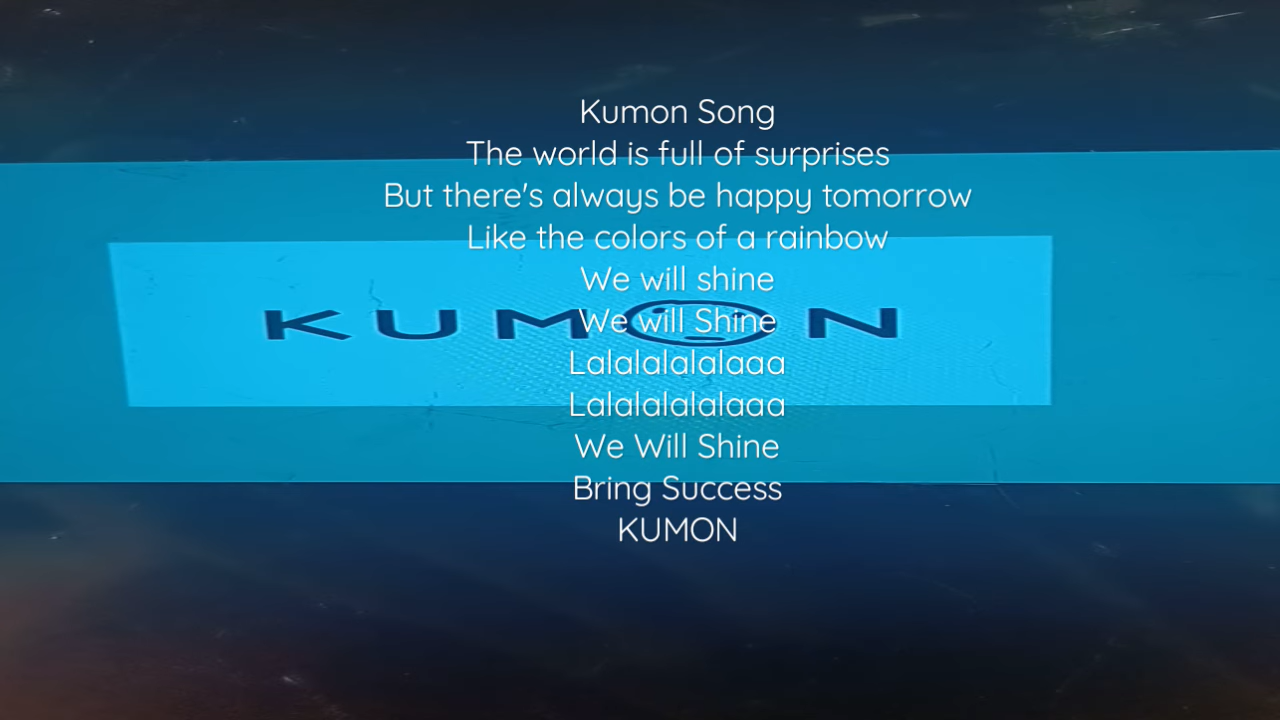 Kumon Song
The world is full of surprises
But there's always be happy tomorrow
Like the colors of a rainbow
We will shine
KUMON
We will Shine
Lalalalalalaaa
Lalalalalalaaa
We Will Shine
Bring Success
KUMON